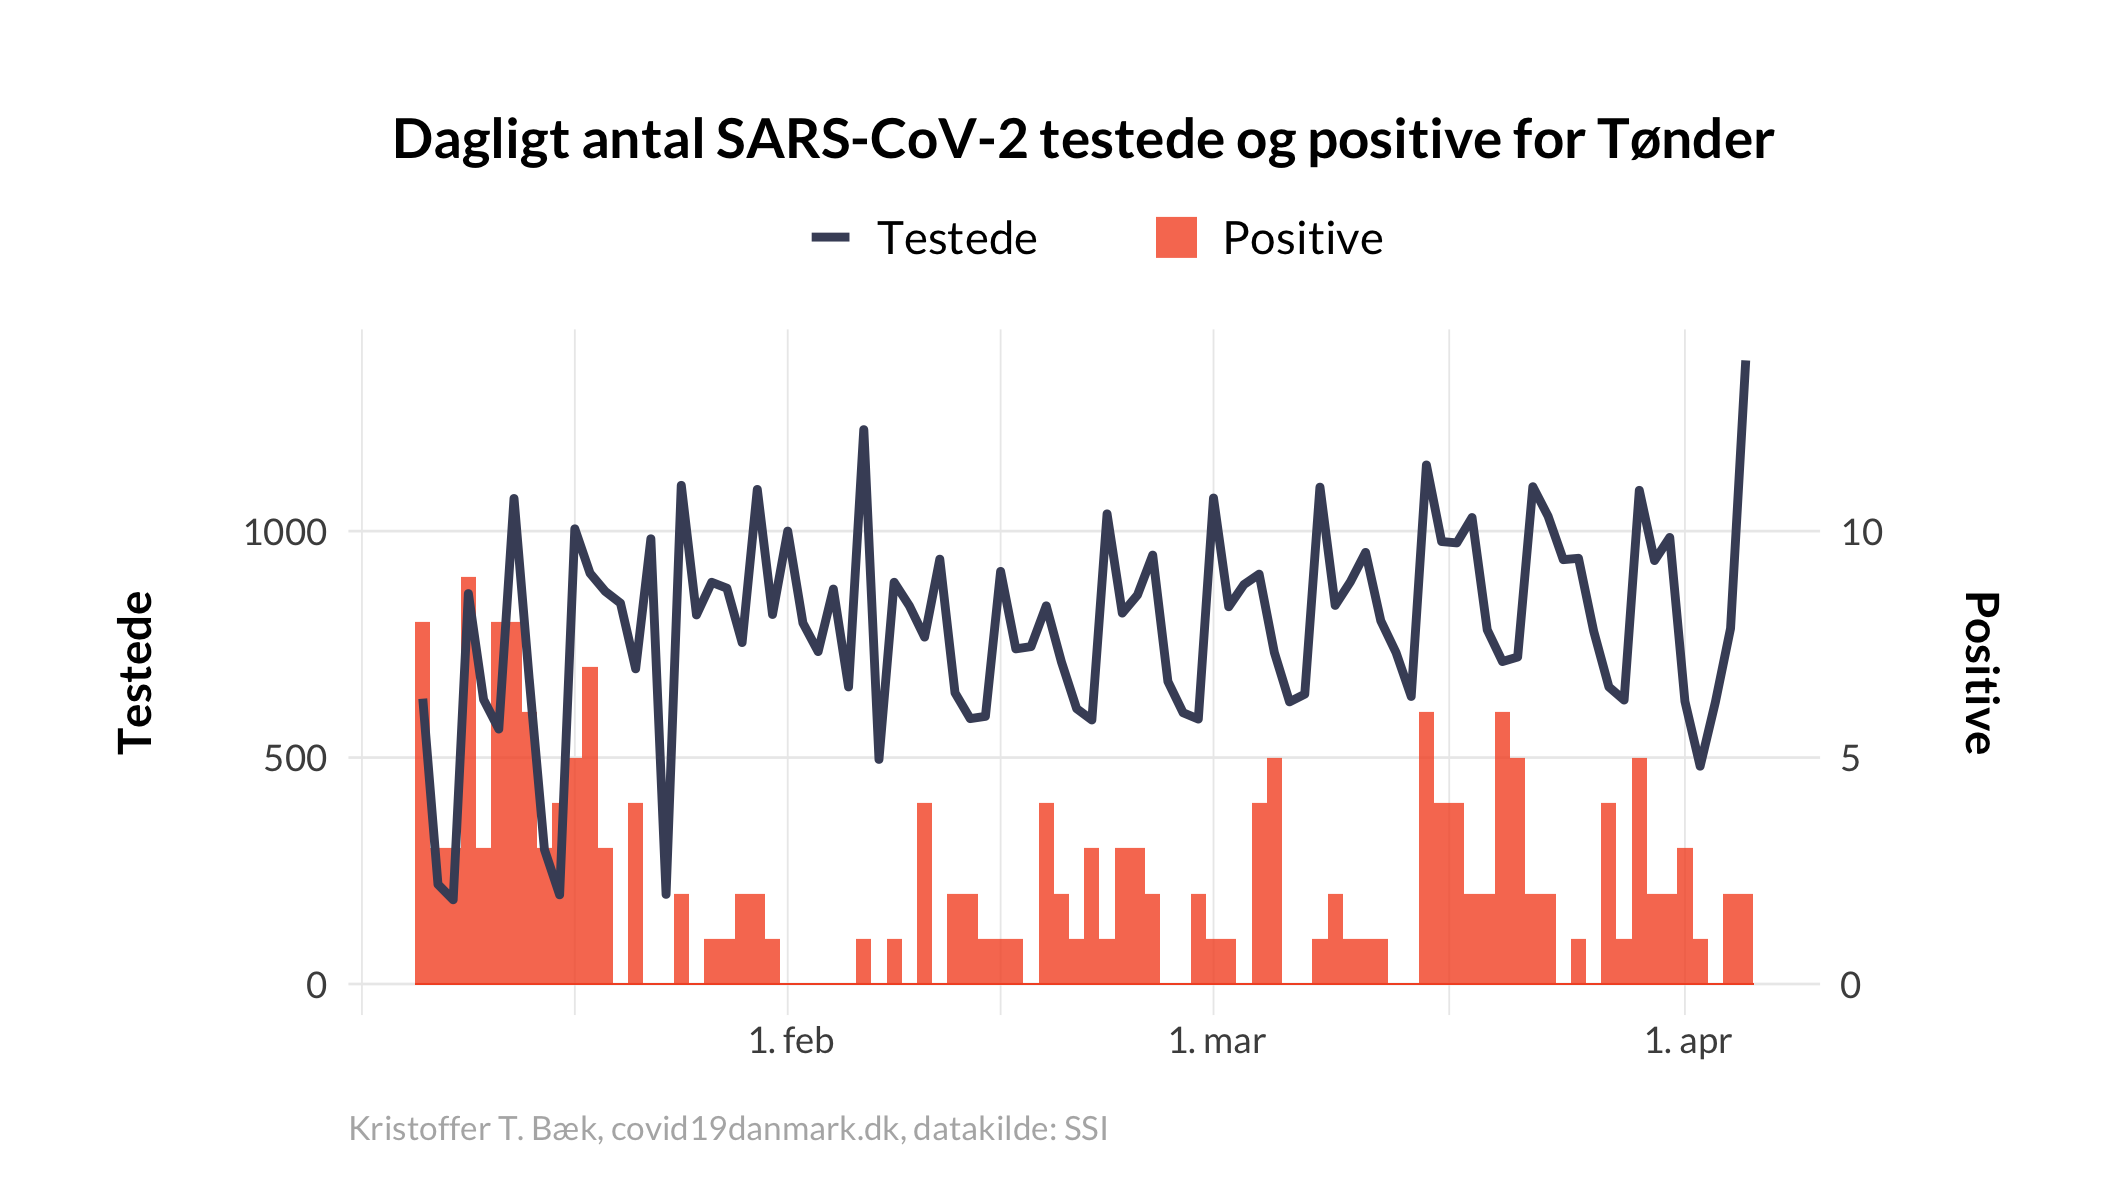 Dagligt antal SARS-CoV-2 testede og positive for Tønder
Testede Positive
1000
500
0
Testede
10
5
0
Positive
1. feb 1. mar 1. apr
Kristoffer T. Bæk, covid19danmark.dk, datakilde: SSI